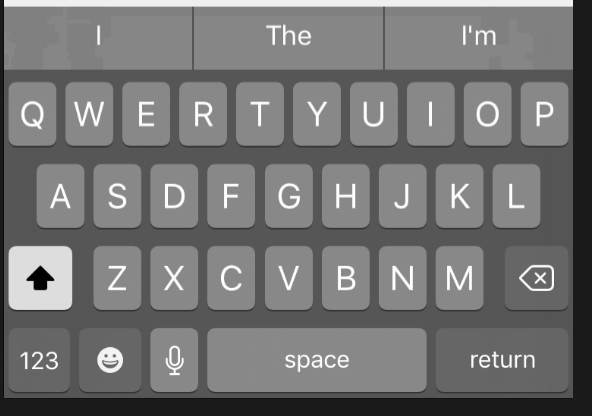 I The I'm
Q W E R T Y U I O P
A S D F G H J K L
Z X C V B N M
123 space return